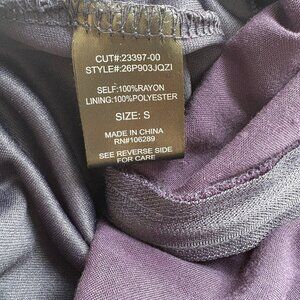 CUT#:23397-00
STYLE#:26P903JQZI
SELF:100%RAYON
LINING:100%POLYESTER
SIZE: S
MADE IN CHINA
RN#106289
SEE REVERSE SIDE
FOR CARE